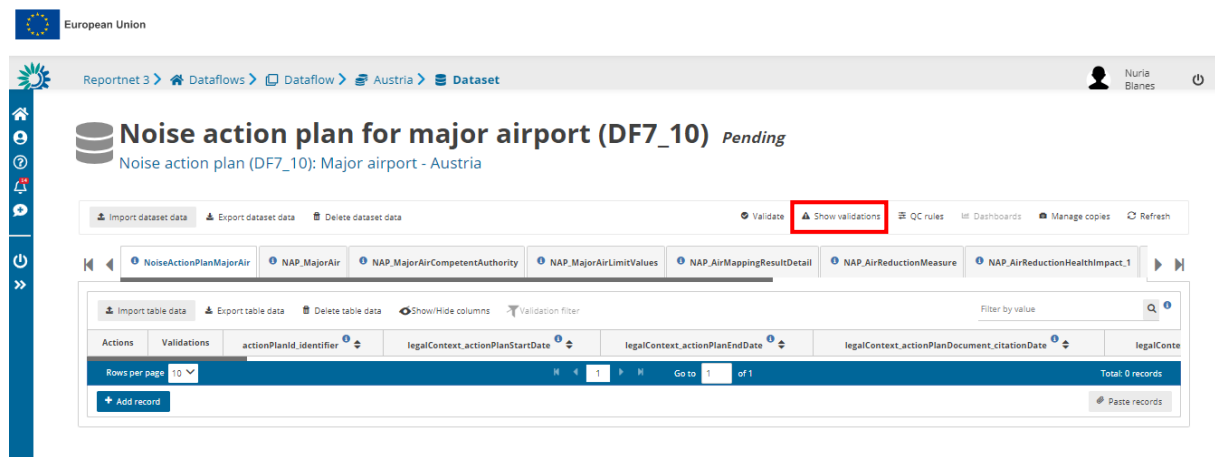 European Union
Reportnet 3 Dataflows Dataflow Austria Dataset
Nuria
Blanes
Noise action plan for major airport (DF7_10) Pending
Noise action plan (DF7_10): Major airport - Austria
Import dataset data Export dataset data Delete dataset data Validate Show validations QC rules Dashboards Manage copies Refresh
NoiseActionPlanMajorAir NAP_MajorAir NAP_MajorAirCompetentAuthority NAP_MajorAirLimitValues NAP_AirMappingResultDetail NAP_AirReductionMeasure NAP_AirReductionHealthImpact_1
Import table data Export table data Delete table data Show/Hide columns Validation filter Filter by value
Actions Validations actionPlanId_identifier legalContext_actionPlanStartDate legalContext_actionPlanEndDate legalContext_actionPlanDocument_citationDate legalConte
Rows per page 10 1 Go to 1 of 1 Total: 0 records
+ Add record Paste records